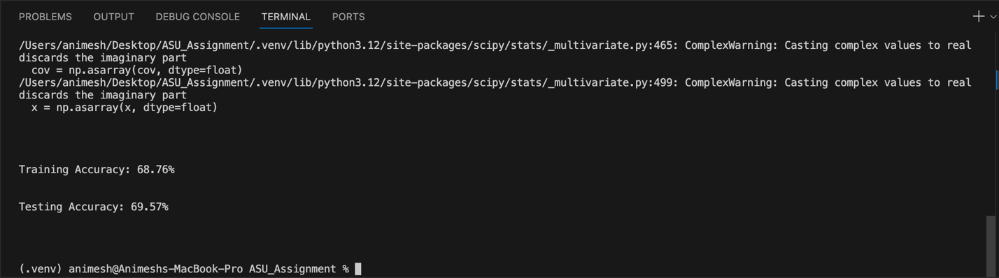 PROBLEMS OUTPUT DEBUG CONSOLE TERMINAL PORTS
/Users/animesh/Desktop/ASU_Assignment/.venv/lib/python3.12/site-packages/scipy/stats/_multivariate.py:465: ComplexWarning: Casting complex values to real
discards the imaginary part
  cov = np.asarray(cov, dtype=float)
/Users/animesh/Desktop/ASU_Assignment/.venv/lib/python3.12/site-packages/scipy/stats/_multivariate.py:499: ComplexWarning: Casting complex values to real
discards the imaginary part
  x = np.asarray(x, dtype=float)
Training Accuracy: 68.76%
Testing Accuracy: 69.57%
(.venv) animesh@Animeshs-MacBook-Pro ASU_Assignment %